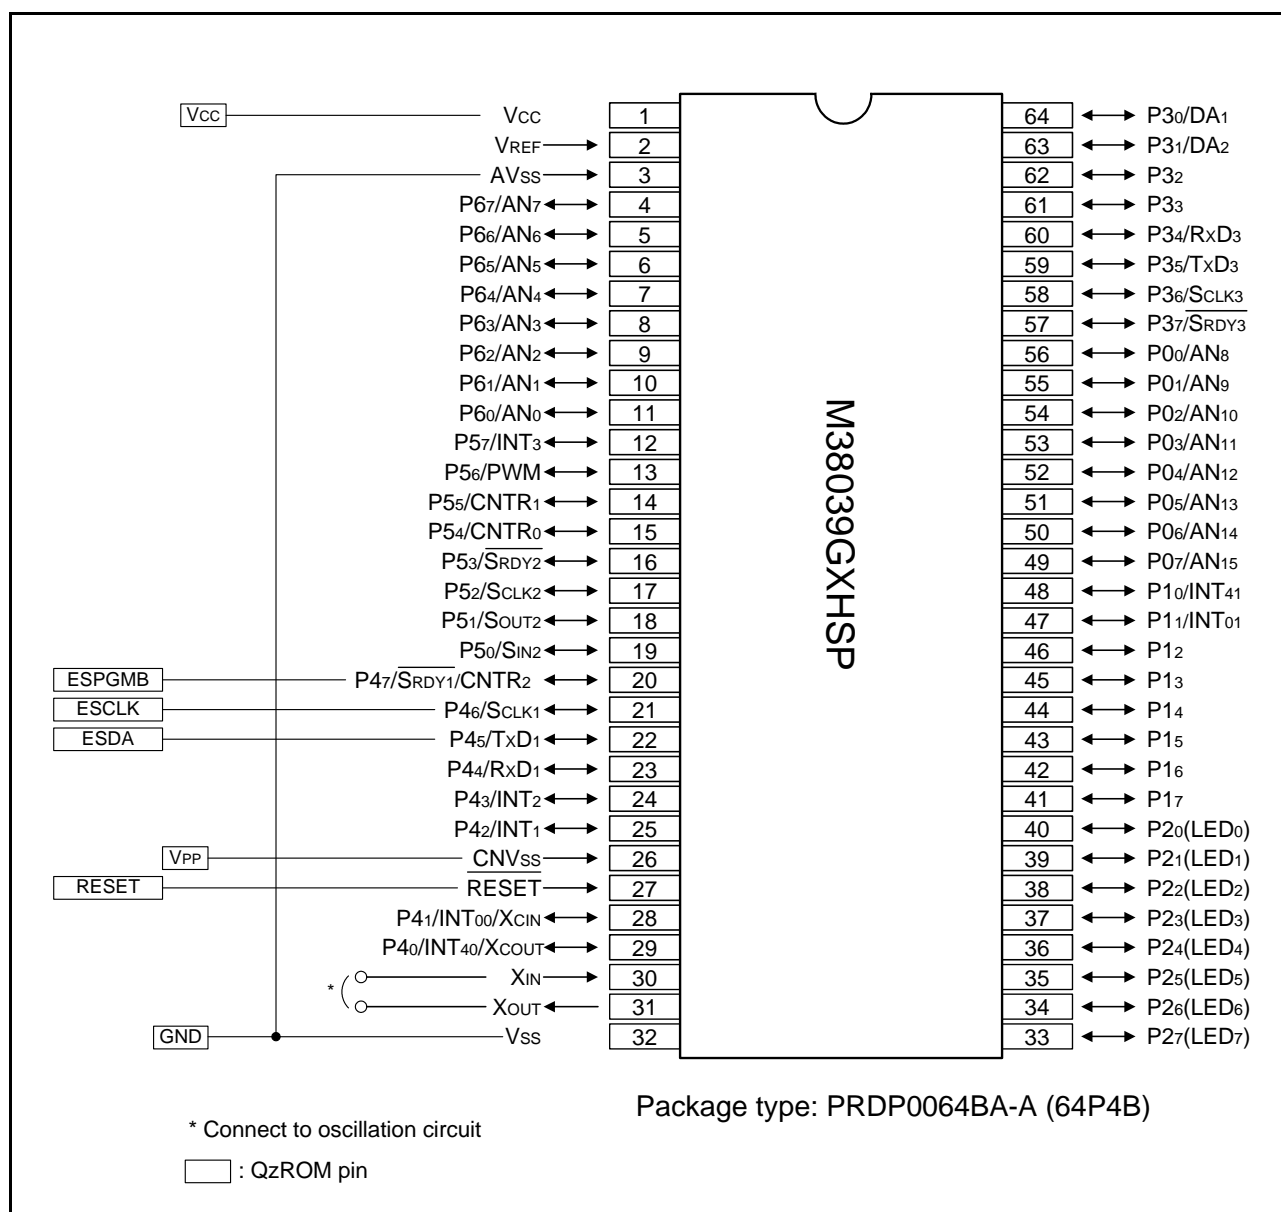 VCC VCC 1 64 P30/DA1
VREF 2 63 P31/DA2
AVSS 3 62 P32
P67/AN7 4 61 P33
P66/AN6 5 60 P34/RXD3
P65/AN5 6 59 P35/TXD3
P64/AN4 7 58 P36/SCLK3
P63/AN3 8 57 P37/SRDY3
P62/AN2 9 56 P00/AN8
P61/AN1 10 55 P01/AN9
P60/AN0 11 54 P02/AN10
P57/INT3 12 53 P03/AN11
P56/PWM 13 52 P04/AN12
P55/CNTR1 14 51 P05/AN13
P54/CNTR0 15 50 P06/AN14
P53/SRDY2 16 49 P07/AN15
P52/SCLK2 17 48 P10/INT41
P51/SOUT2 18 47 P11/INT01
P50/SIN2 19 46 P12
ESPGMB P47/SRDY1/CNTR2 20 45 P13
ESCLK P46/SCLK1 21 44 P14
ESDA P45/TXD1 22 43 P15
P44/RXD1 23 42 P16
P43/INT2 24 41 P17
P42/INT1 25 40 P20(LED0)
VPP CNVSS 26 39 P21(LED1)
RESET RESET 27 38 P22(LED2)
P41/INT00/XCIN 28 37 P23(LED3)
P40/INT40/XCOUT 29 36 P24(LED4)
* XIN 30 35 P25(LED5)
XOUT 31 34 P26(LED6)
GND VSS 32 33 P27(LED7)
M38039GXHSP
Package type: PRDP0064BA-A (64P4B)
* Connect to oscillation circuit
: QzROM pin